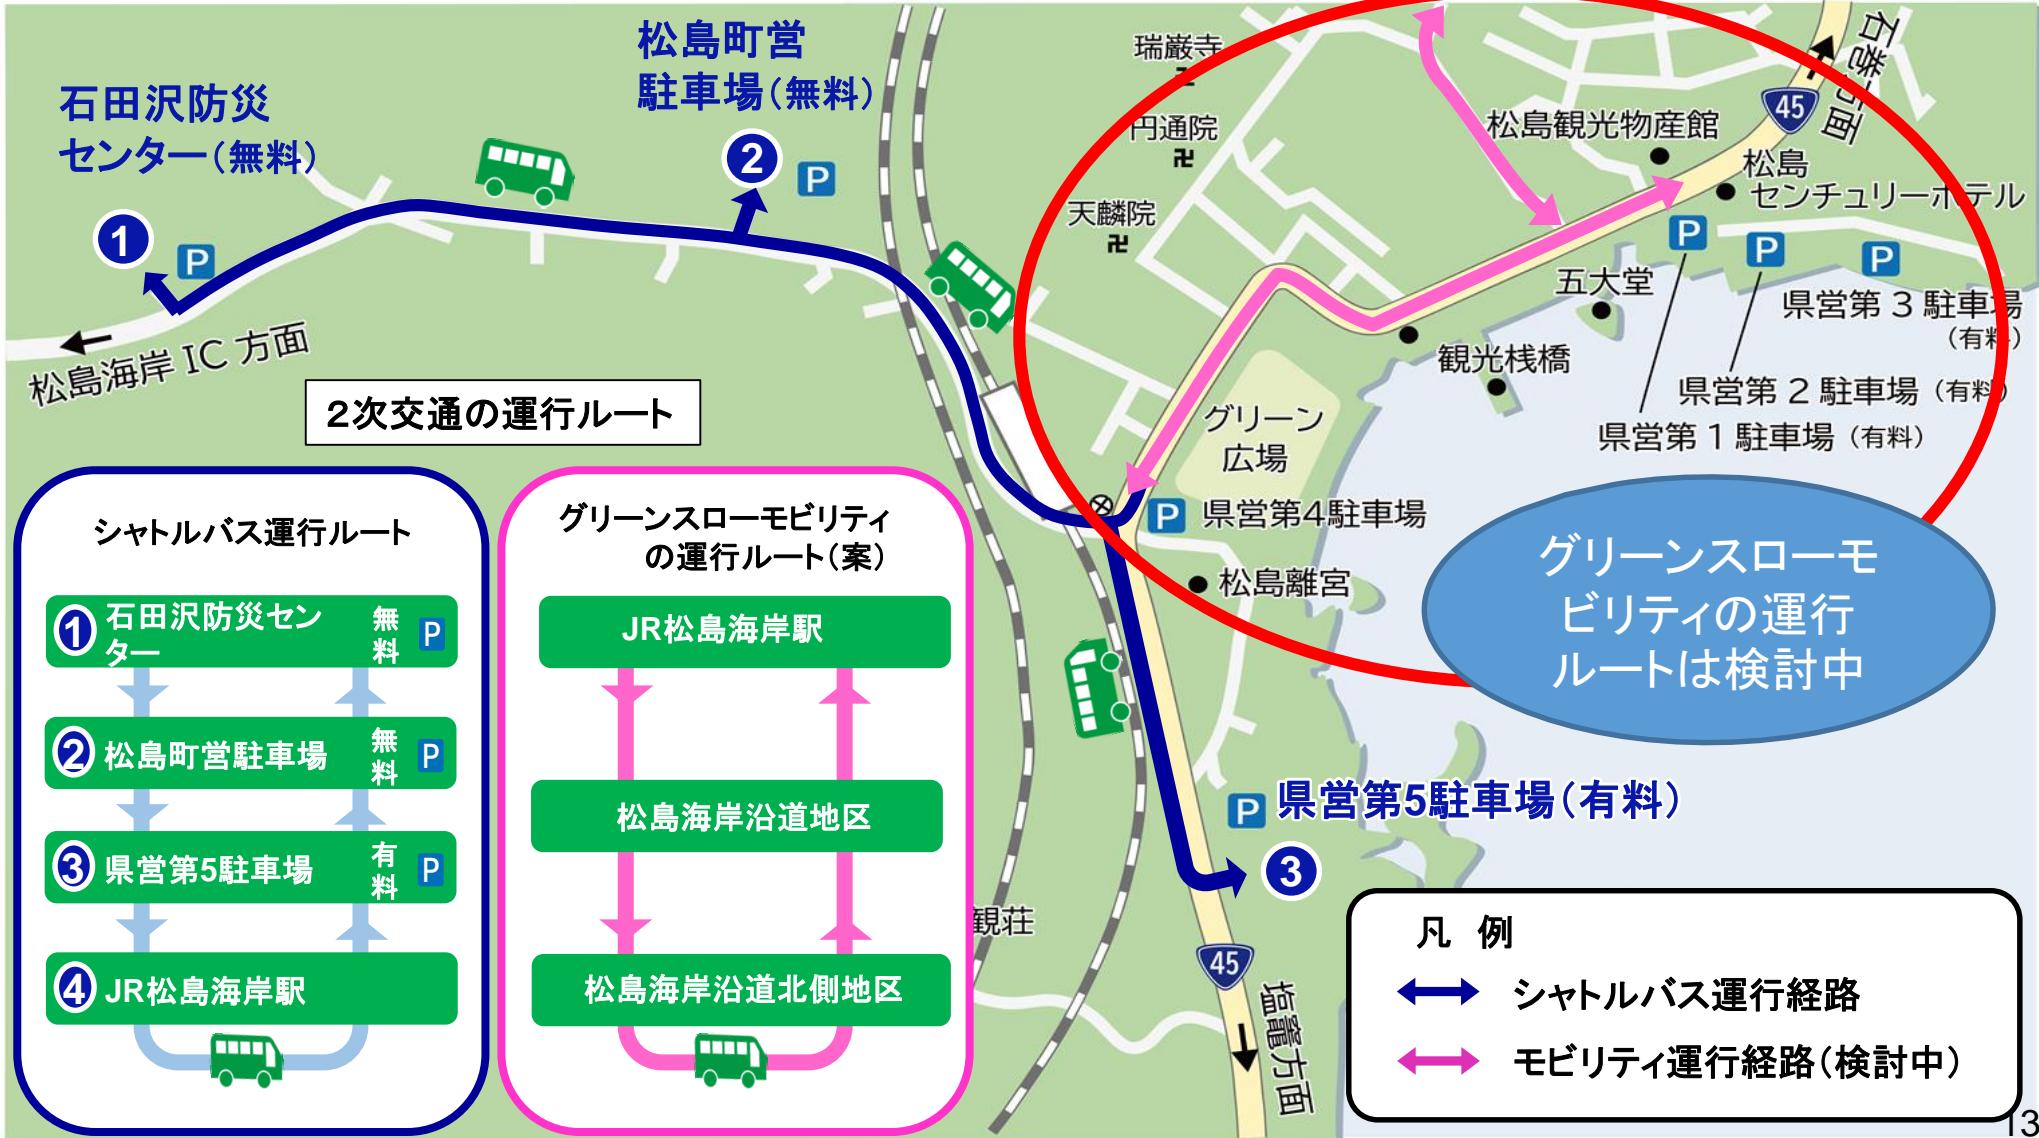 松島町営
駐車場（無料）
石田沢防災
センター（無料）
1
P
2
P
松島海岸 IC 方面
２次交通の運行ルート
瑞巌寺
円通院
天麟院
松島観光物産館
45
石巻方面
松島
センチュリーホテル
P
P
P
五大堂
観光桟橋
県営第 3 駐車場
（有料）
県営第 2 駐車場（有料）
県営第 1 駐車場（有料）
グリーン
広場
P
県営第4駐車場
松島離宮
グリーンスローモ
ビリティの運行
ルートは検討中
P
県営第5駐車場（有料）
3
観荘
45
塩竈方面
シャトルバス運行ルート
1 石田沢防災セン
ター
無
料
P
2 松島町営駐車場
無
料
P
3 県営第5駐車場
有
料
P
4 JR松島海岸駅
グリーンスローモビリティ
の運行ルート（案）
JR松島海岸駅
松島海岸沿道地区
松島海岸沿道北側地区
凡 例
シャトルバス運行経路
モビリティ運行経路（検討中）
13